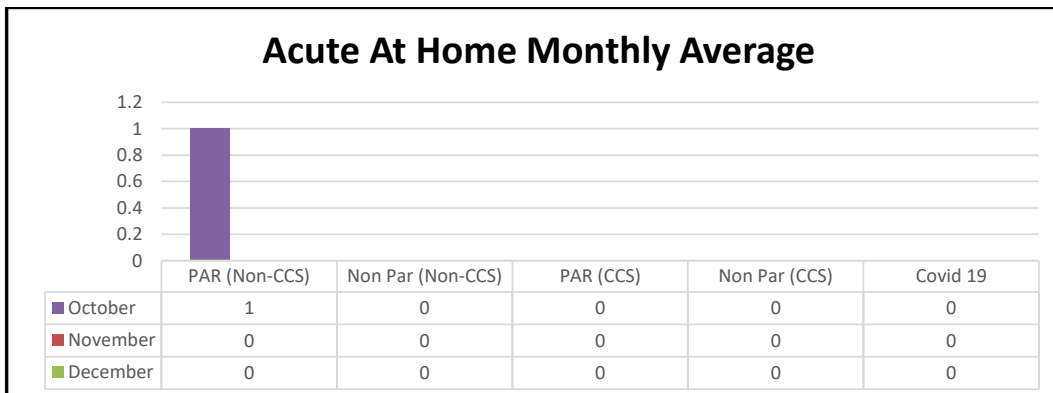 Acute At Home Monthly Average
1.2
1
0.8
0.6
0.4
0.2
0
PAR (Non-CCS) Non Par (Non-CCS) PAR (CCS) Non Par (CCS) Covid 19
October 1 0 0 0 0
November 0 0 0 0 0
December 0 0 0 0 0